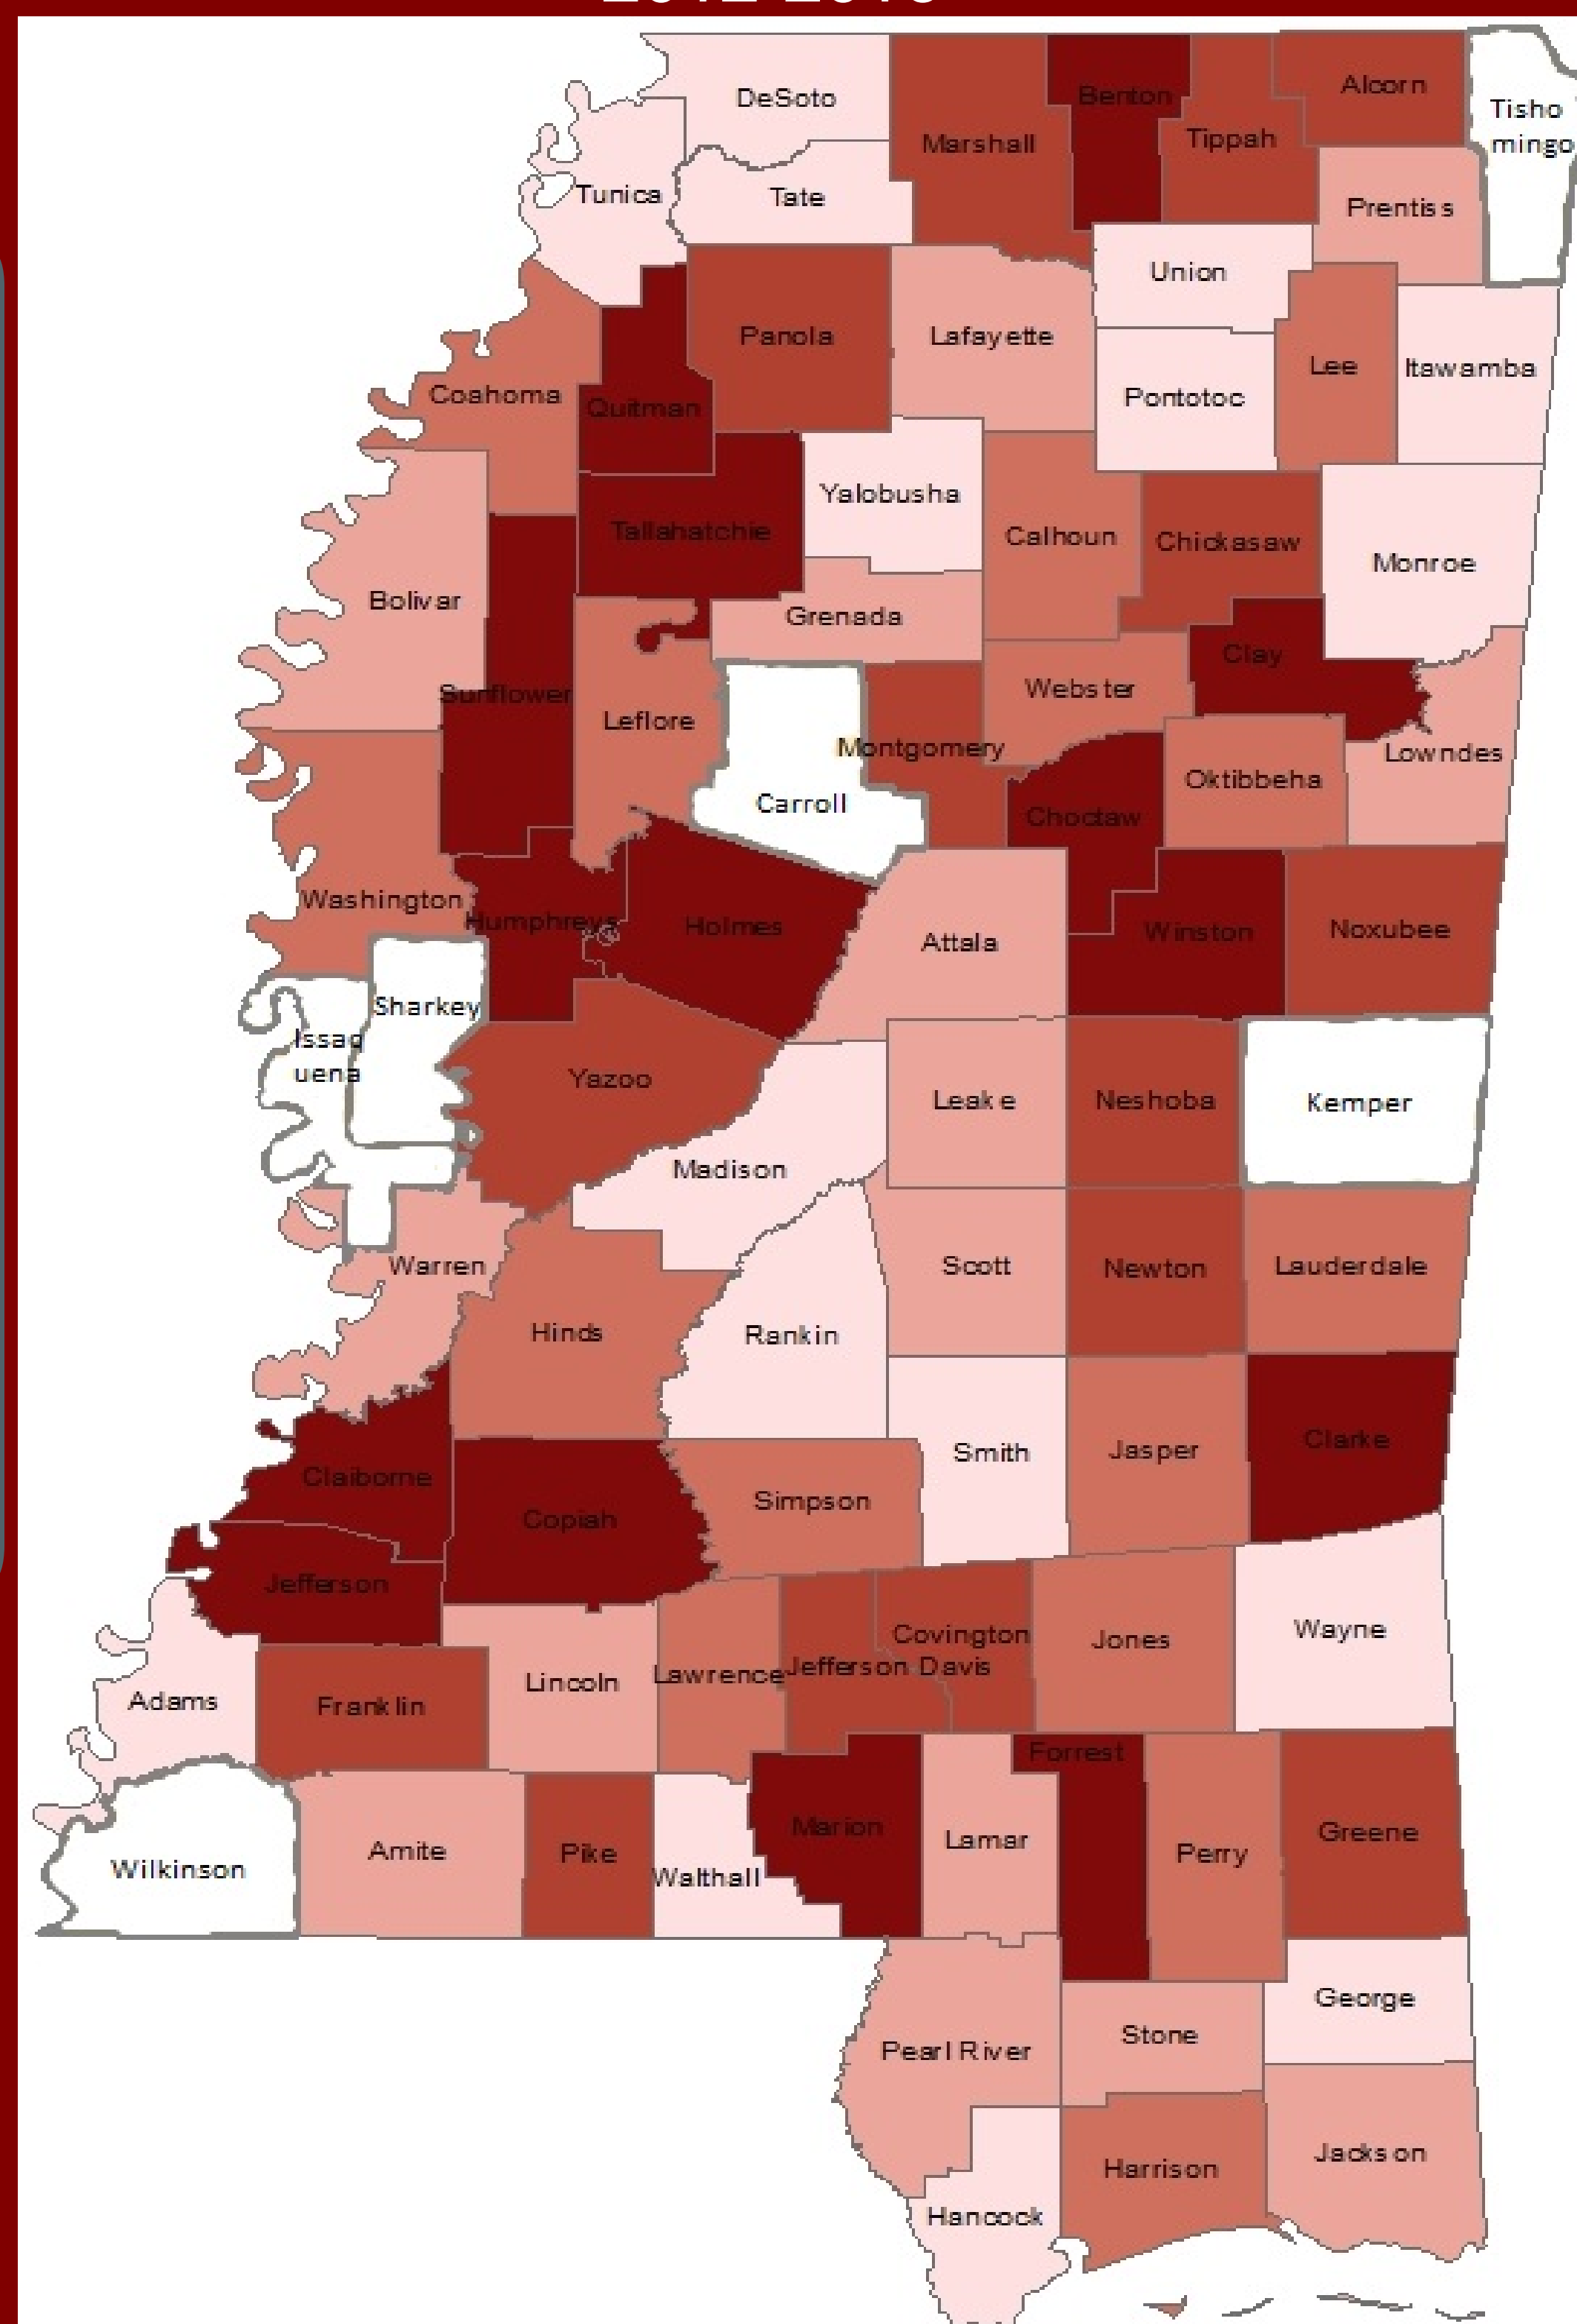 DeSoto
Benton
Alcorn
Tisho
mingo
Marshall
Tippah
Tunica
Tate
Prentiss
Union
Panola
Lafayette
Lee
Itawamba
Coahoma
Quitman
Pontotoc
Yalobusha
Tallahatchie
Calhoun
Chickasaw
Monroe
Bolivar
Grenada
Clay
Sunflower
Webster
Leflore
Montgomery
Lowndes
Oktibbeha
Carroll
Choctaw
Washington
Humphreys
Holmes
Attala
Winston
Noxubee
Sharkey
Issaq
uena
Yazoo
Leake
Neshoba
Kemper
Madison
Warren
Scott
Newton
Lauderdale
Hinds
Rankin
Smith
Jasper
Clarke
Claiborne
Copiah
Simpson
Jefferson
Covington
Jones
Wayne
Lincoln
Lawrence
Jefferson Davis
Adams
Franklin
Forrest
Marion
Lamar
Perry
Greene
Wilkinson
Amite
Pike
Walthall
George
Pearl River
Stone
Harrison
Jackson
Hancock